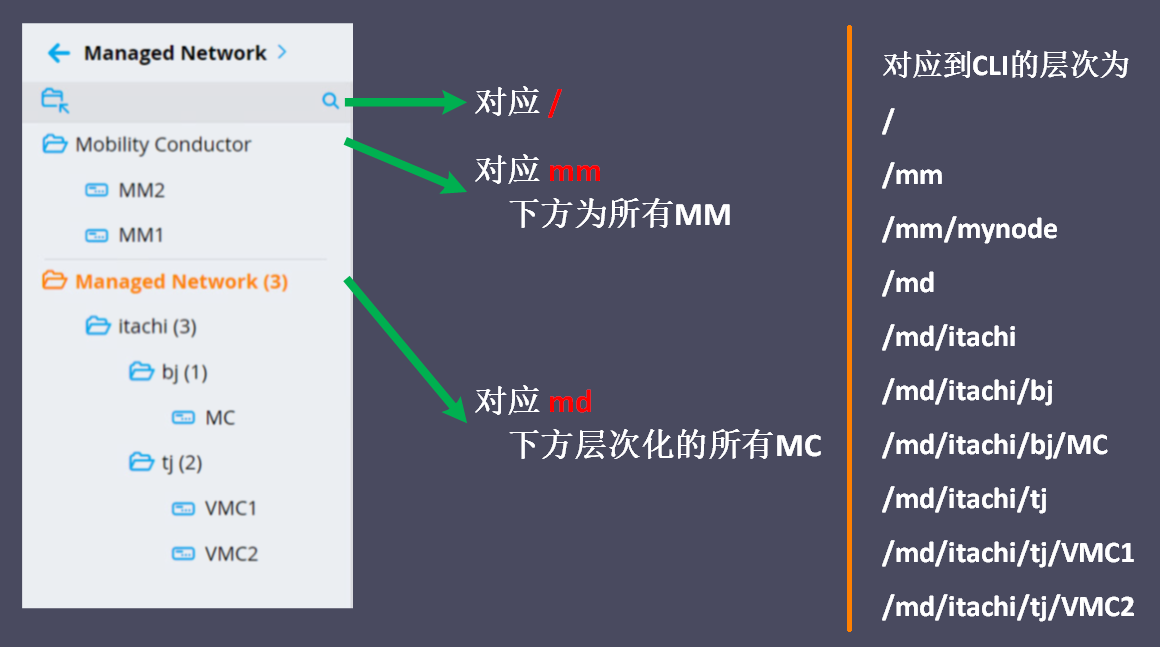 Managed Network
Mobility Conductor
MM2
MM1
Managed Network (3)
itachi (3)
bj (1)
MC
tj (2)
VMC1
VMC2
对应 /
对应 mm
下方为所有MM
对应 md
下方层次化的所有MC
对应到CLI的层次为
/
/mm
/mm/mynode
/md
/md/itachi
/md/itachi/bj
/md/itachi/bj/MC
/md/itachi/tj
/md/itachi/tj/VMC1
/md/itachi/tj/VMC2